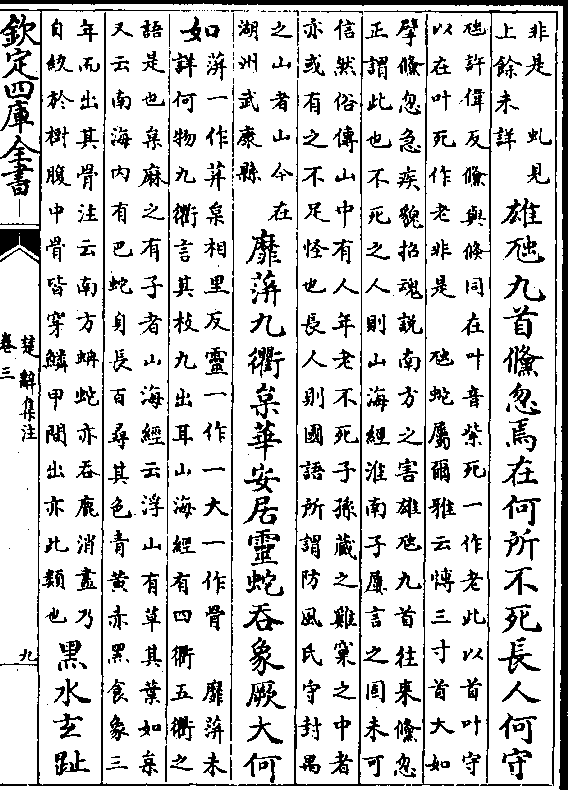 非是　虬見
上餘未詳
雄虺九首儵忽焉在何所不死長人何守
虺許偉反儵與倐同在叶音紫死一作老此以首叶守
以在叶死作老非是　虺蛇屬爾雅云博三寸首大如
擘儵忽急疾貌招魂説南方之害雄虺九首往來儵忽
正謂此也不死之人則山海經淮南子屢言之固未可
信然俗傳山中有人年老不死子孫藏之雞窠之中者
亦或有之不足怪也長人則國語所謂防風氏守封嵎
之山者山今在
湖州武康縣
靡蓱九衢枲華安居靈蛇吞象厥大何
如
蓱一作荓枲相里反靈一作一大一作骨　靡蓱未
詳何物九衢言其枝九出耳山海經有四衢五衢之
語是也枲麻之有子者山海經云浮山有草其葉如枲
又云南海内有巴蛇身長百尋其色青黄赤黑食象三
年而出其骨注云南方蚺蛇亦吞鹿消盡乃
自絞於樹腹中骨皆穿鱗甲間出亦此類也
黑水玄趾
欽定四庫全書
楚辭集注
卷三
九